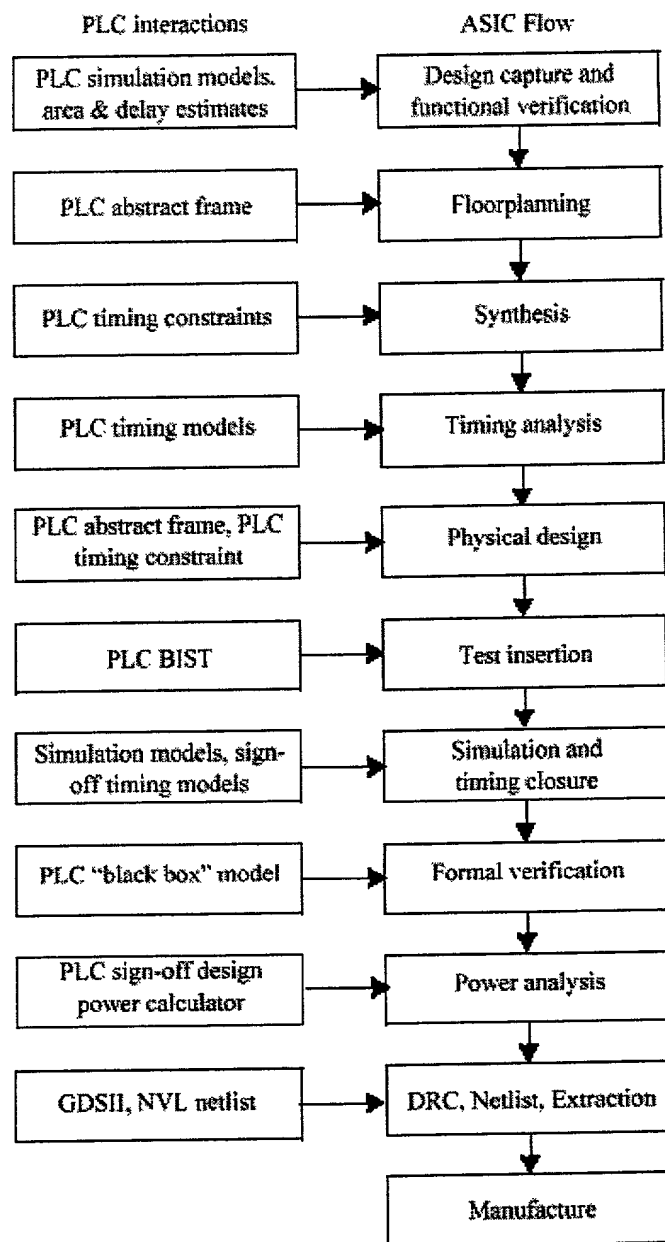 PLC interactions
ASIC Flow
PLC simulation models.
area & delay estimates
Design capture and
functional verification
PLC abstract frame
Floorplanning
PLC timing constraints
Synthesis
PLC timing models
Timing analysis
PLC abstract frame, PLC
timing constraint
Physical design
PLC BIST
Test insertion
Simulation models, sign-
off timing models
Simulation and
timing closure
PLC “black box” model
Formal verification
PLC sign-off design
power calculator
Power analysis
GDSII, NVL netlist
DRC, Netlist, Extraction
Manufacture